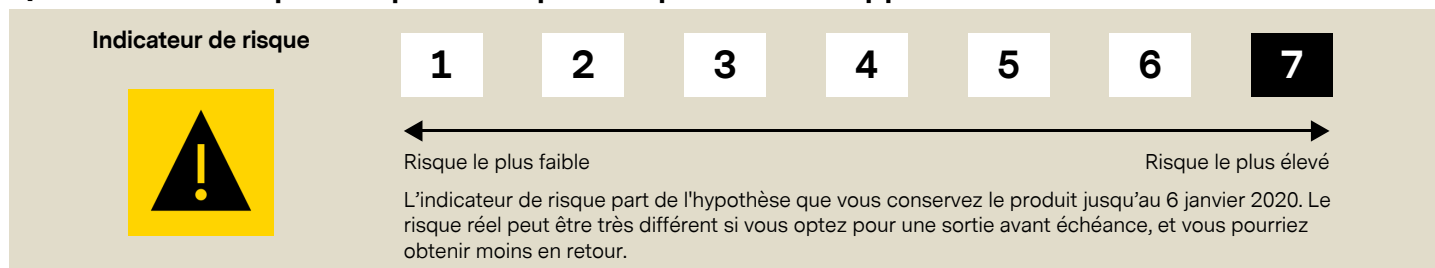 Indicateur de risque
1 2 3 4 5 6 7
Risque le plus faible
Risque le plus élevé
L'indicateur de risque part de l'hypothèse que vous conservez le produit jusqu'au 6 janvier 2020. Le
risque réel peut être très différent si vous optez pour une sortie avant échéance, et vous pourriez
obtenir moins en retour.